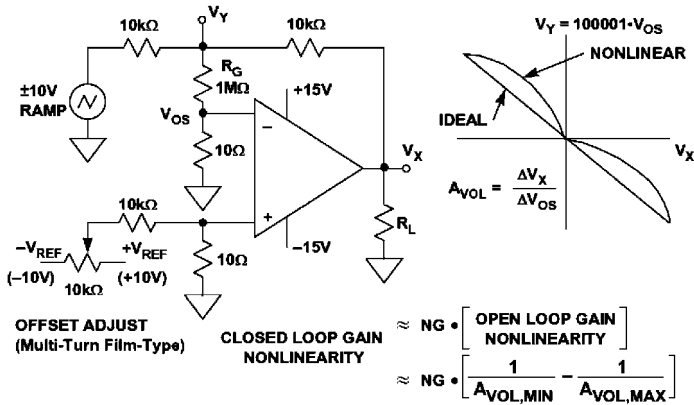 V_Y
10kΩ
10kΩ
R_G
1MΩ
±10V
RAMP
V_OS
10Ω
+15V
–
+
–15V
V_X
R_L
10kΩ
10Ω
–V_REF
(–10V)
+V_REF
(+10V)
10kΩ
OFFSET ADJUST
(Multi-Turn Film-Type)
V_Y = 100001•V_OS
NONLINEAR
IDEAL
V_X
A_VOL = ΔV_X / ΔV_OS
CLOSED LOOP GAIN
NONLINEARITY
≈ NG • [ OPEN LOOP GAIN
NONLINEARITY ]
≈ NG • [ 1 / A_VOL,MIN – 1 / A_VOL,MAX ]